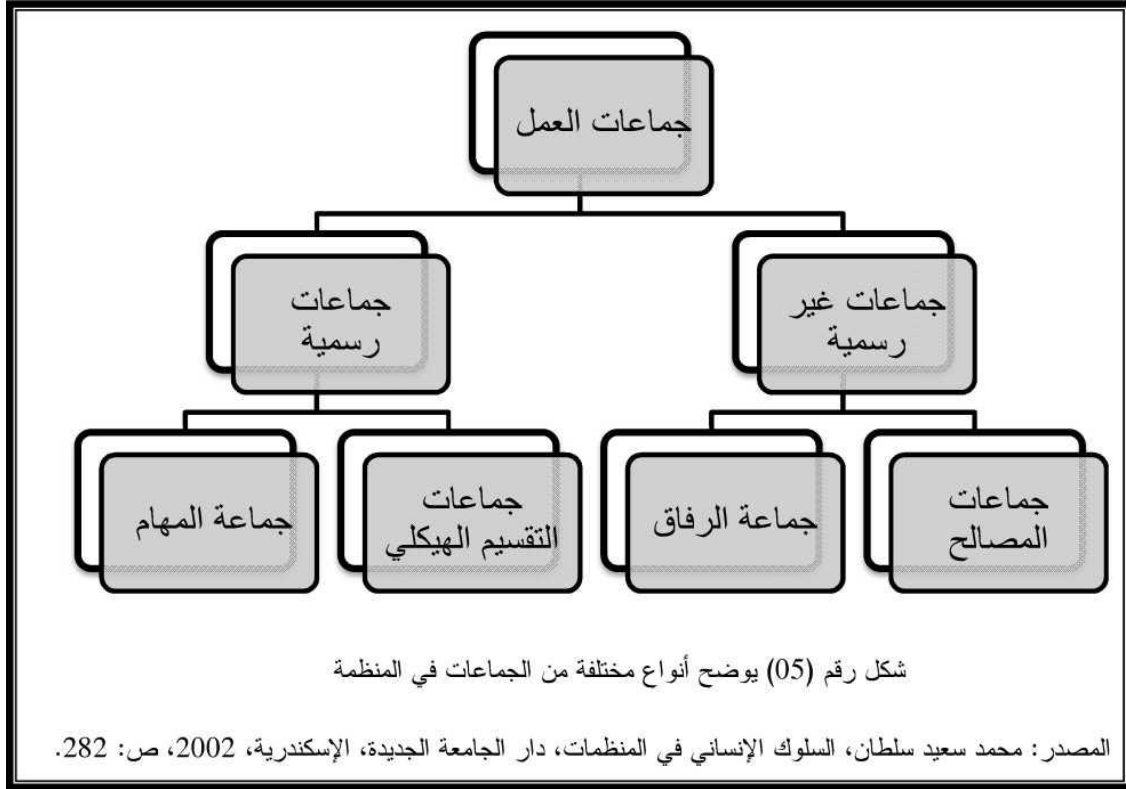 جماعات العمل
جماعات غير
رسمية
جماعات
رسمية
جماعات
المصالح
جماعة الرفاق
جماعات
التقسيم الهيكلي
جماعة المهام
شكل رقم (05) يوضح أنواع مختلفة من الجماعات في المنظمة
المصدر: محمد سعيد سلطان، السلوك الإنساني في المنظمات، دار الجامعة الجديدة، الإسكندرية، 2002، ص: 282.